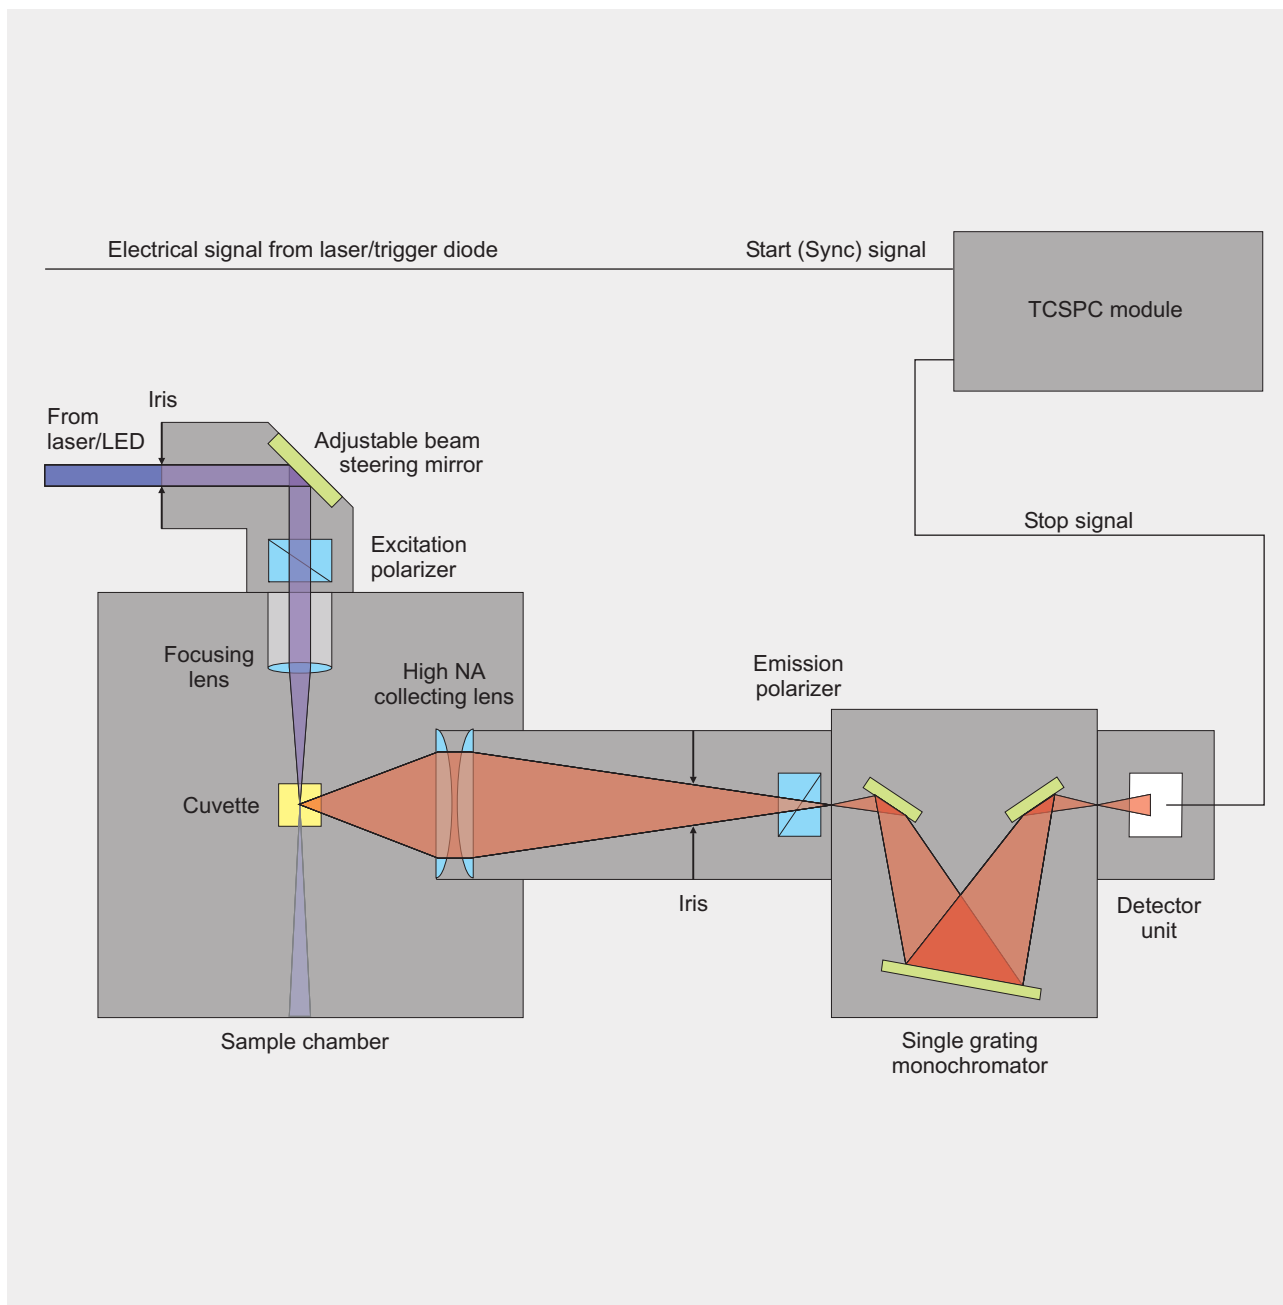 Electrical signal from laser/trigger diode
Start (Sync) signal
TCSPC module
Iris
From
laser/LED
Adjustable beam
steering mirror
Stop signal
Excitation
polarizer
Focusing
lens
High NA
collecting lens
Emission
polarizer
Cuvette
Iris
Detector
unit
Sample chamber
Single grating
monochromator